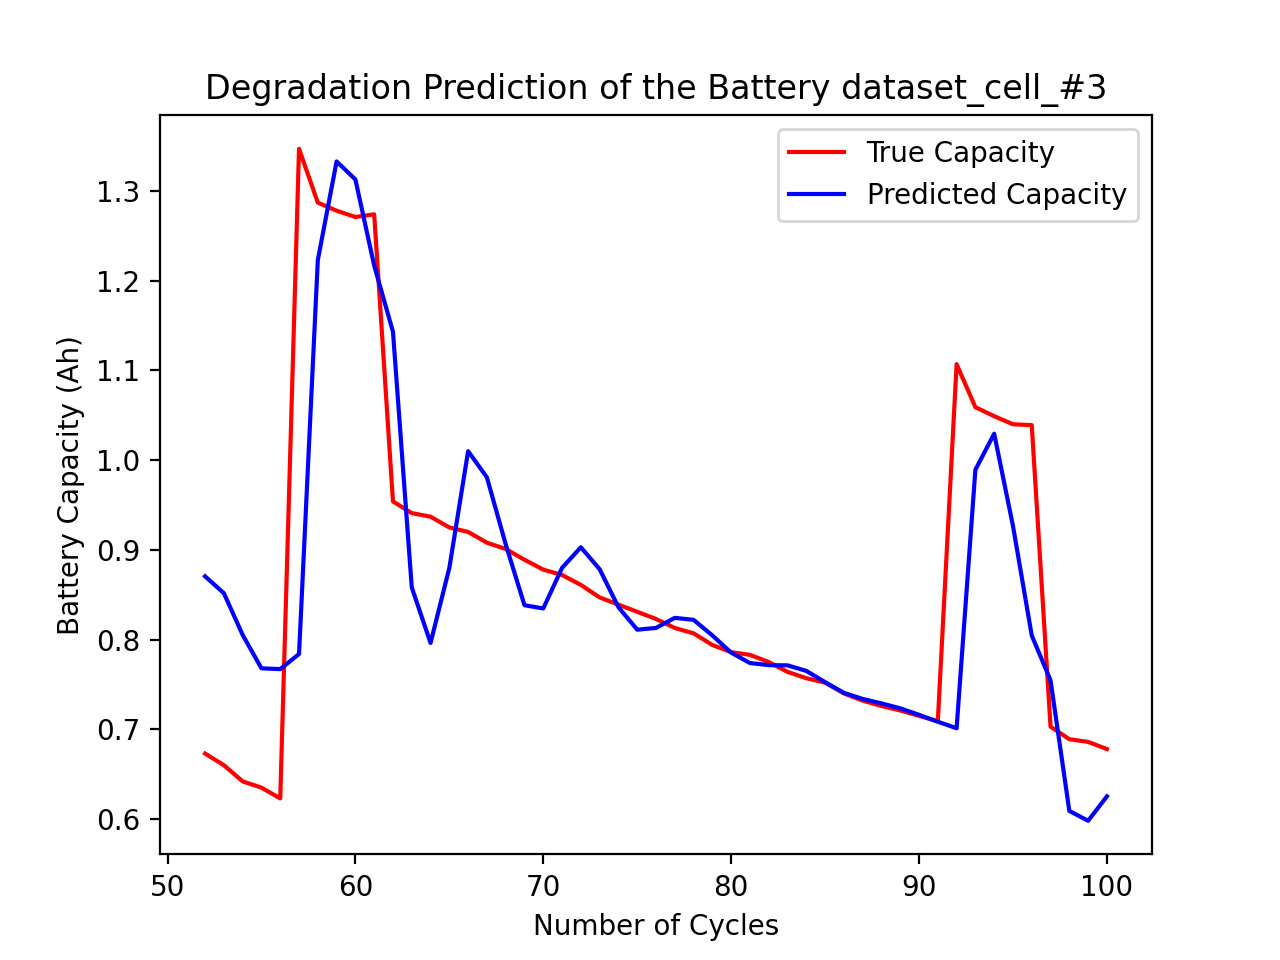 Degradation Prediction of the Battery dataset_cell_#3
True Capacity
Predicted Capacity
Battery Capacity (Ah)
1.3
1.2
1.1
1.0
0.9
0.8
0.7
0.6
50 60 70 80 90 100
Number of Cycles